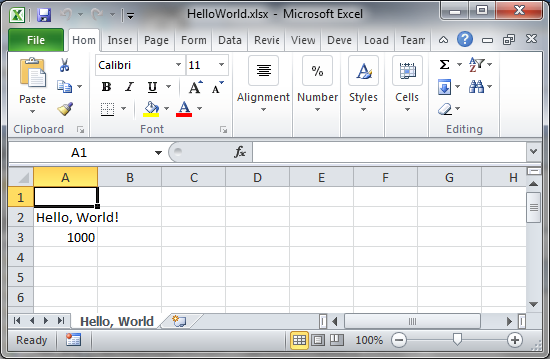 HelloWorld.xlsx - Microsoft Excel
File Hom Inser Page Form Data Revie View Deve Load Team
Paste
Clipboard
Calibri 11
B I U
A
Font
Alignment
%
Number
Styles
Cells
Σ
Editing
A1 fx
A B C D E F G H
1
2 Hello, World!
3 1000
4
5
6
Hello, World
Ready 100%